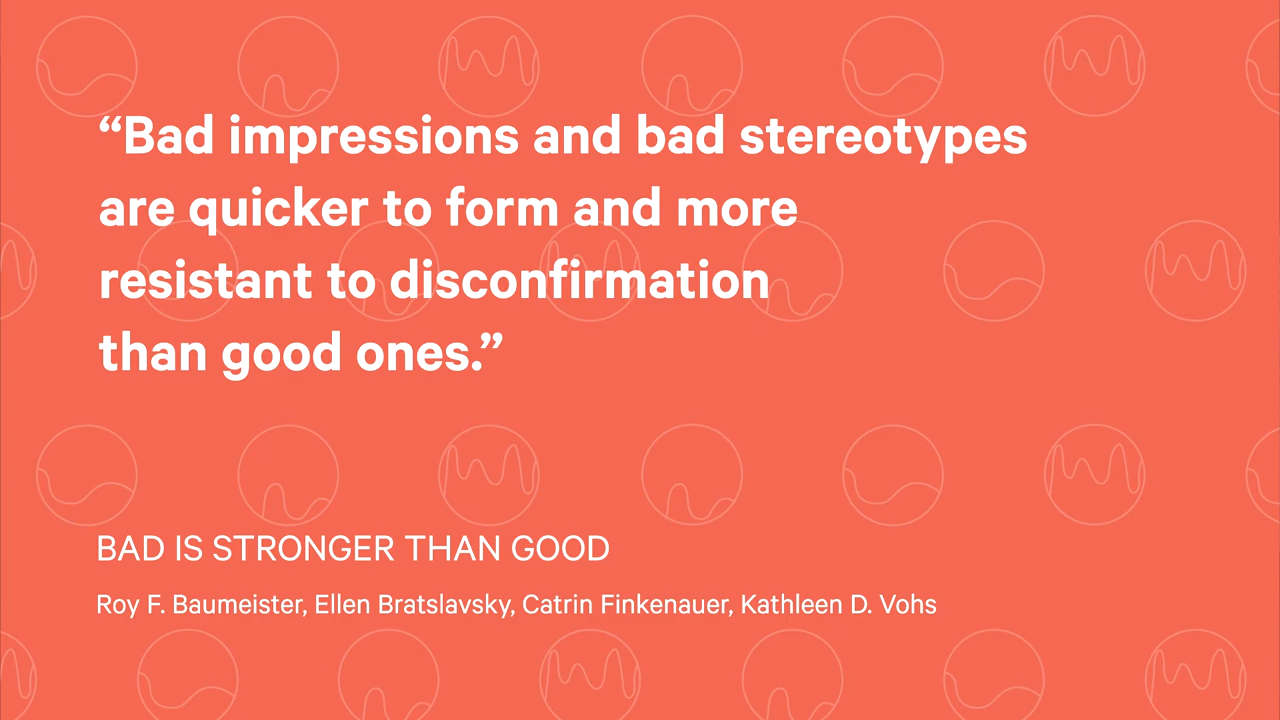 “Bad impressions and bad stereotypes
are quicker to form and more
resistant to disconfirmation
than good ones.”
BAD IS STRONGER THAN GOOD
Roy F. Baumeister, Ellen Bratslavsky, Catrin Finkenauer, Kathleen D. Vohs